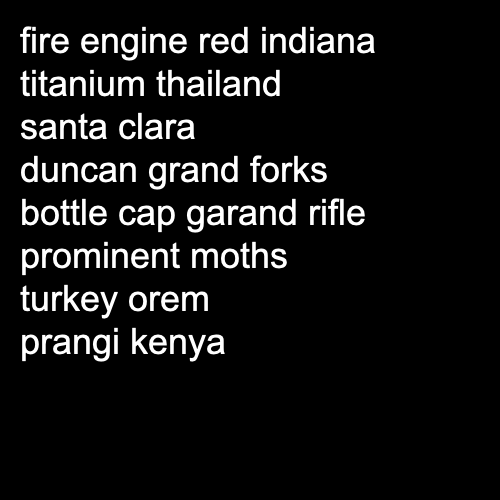 fire engine red indiana
titanium thailand
santa clara
duncan grand forks
bottle cap garand rifle
prominent moths
turkey orem
prangi kenya